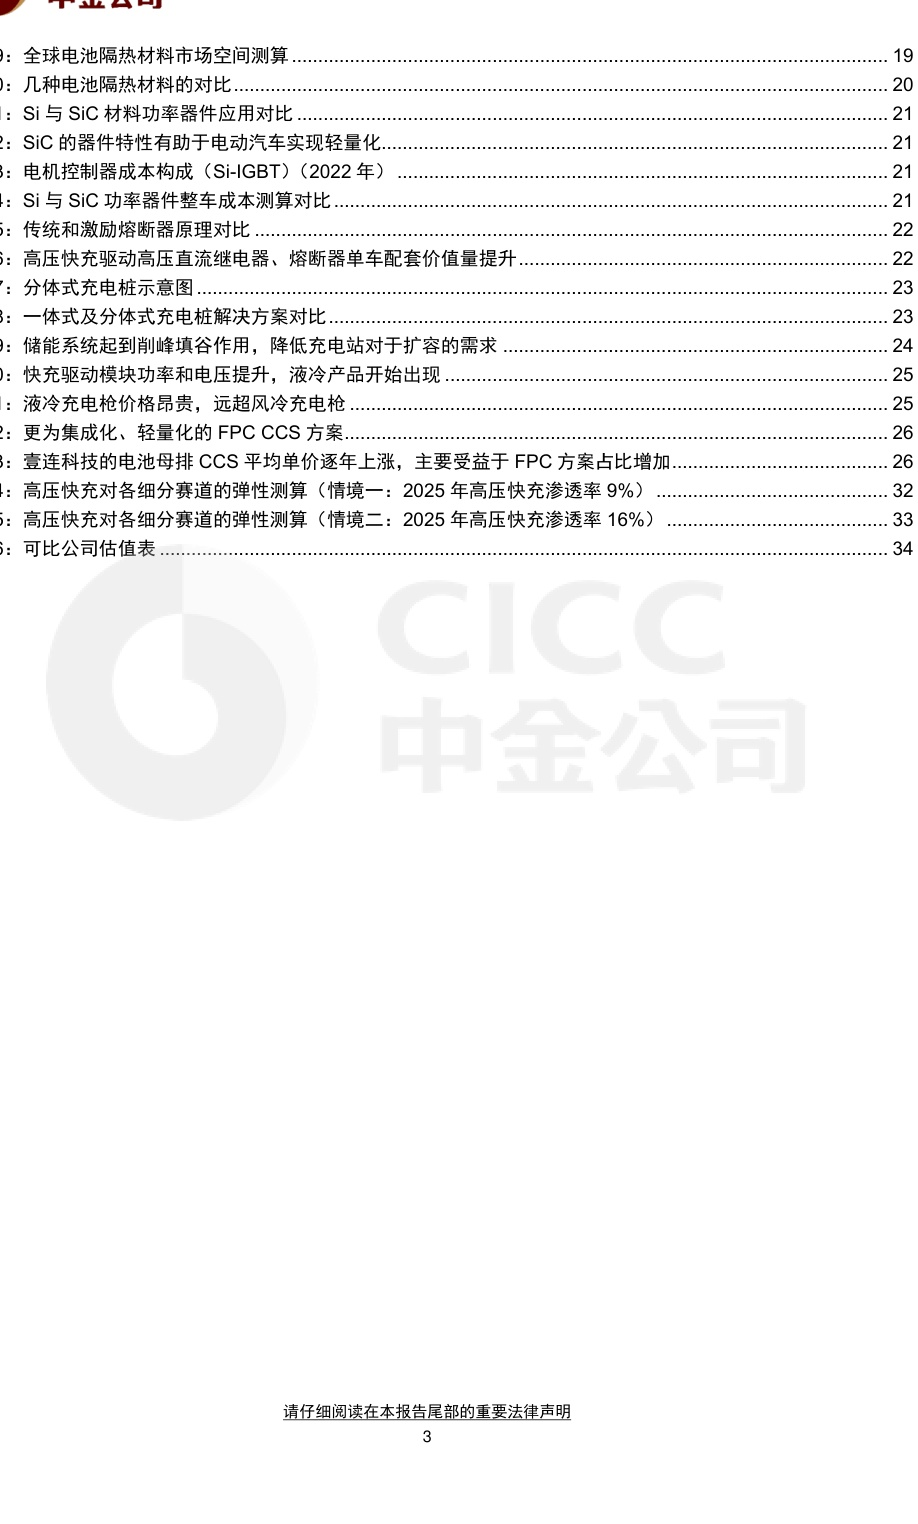 中金公司
9：全球电池隔热材料市场空间测算 ........ 19
0：几种电池隔热材料的对比 ........ 20
1：Si 与 SiC 材料功率器件应用对比 ........ 21
2：SiC 的器件特性有助于电动汽车实现轻量化 ........ 21
3：电机控制器成本构成（Si-IGBT）（2022 年） ........ 21
4：Si 与 SiC 功率器件整车成本测算对比 ........ 21
5：传统和激励熔断器原理对比 ........ 22
6：高压快充驱动高压直流继电器、熔断器单车配套价值量提升 ........ 22
7：分体式充电桩示意图 ........ 23
8：一体式及分体式充电桩解决方案对比 ........ 23
9：储能系统起到削峰填谷作用，降低充电站对于扩容的需求 ........ 24
0：快充驱动模块功率和电压提升，液冷产品开始出现 ........ 25
1：液冷充电枪价格昂贵，远超风冷充电枪 ........ 25
2：更为集成化、轻量化的 FPC CCS 方案 ........ 26
3：壹连科技的电池母排 CCS 平均单价逐年上涨，主要受益于 FPC 方案占比增加 ........ 26
4：高压快充对各细分赛道的弹性测算（情境一：2025 年高压快充渗透率 9%） ........ 32
5：高压快充对各细分赛道的弹性测算（情境二：2025 年高压快充渗透率 16%） ........ 33
6：可比公司估值表 ........ 34
CICC
中金公司
请仔细阅读在本报告尾部的重要法律声明
3